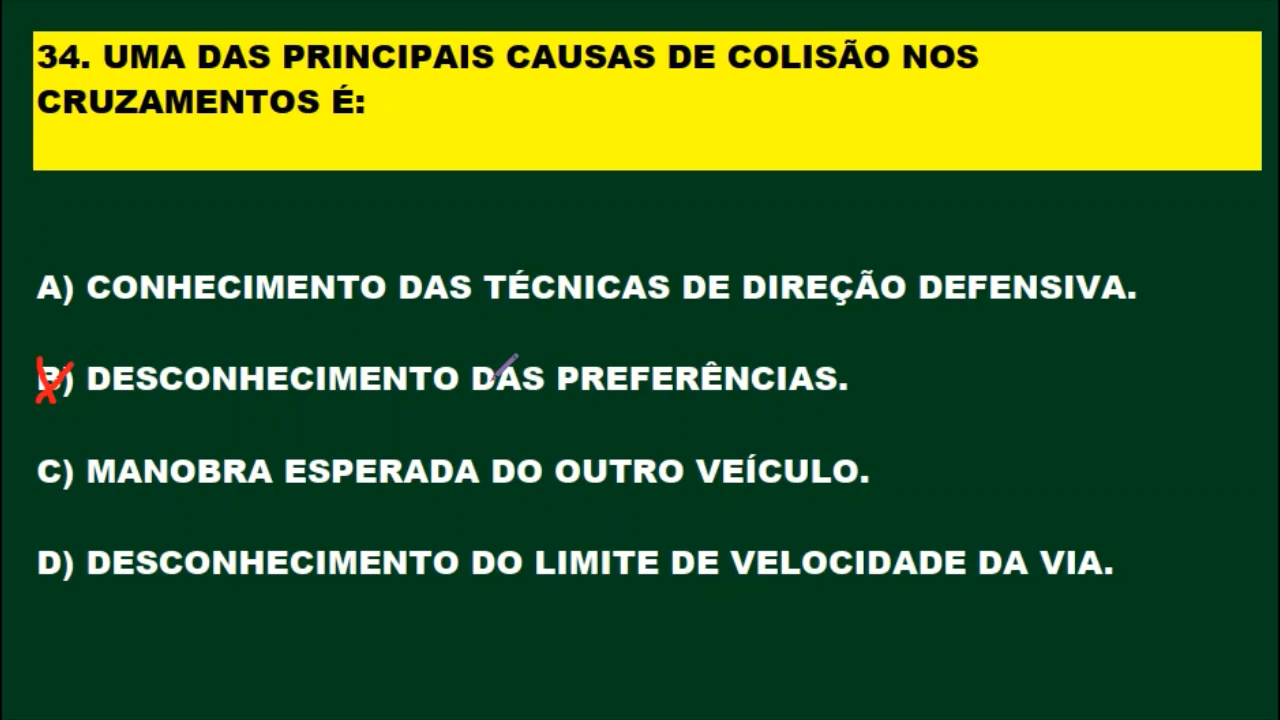 34. UMA DAS PRINCIPAIS CAUSAS DE COLISÃO NOS
CRUZAMENTOS É:
A) CONHECIMENTO DAS TÉCNICAS DE DIREÇÃO DEFENSIVA.
B) DESCONHECIMENTO DAS PREFERÊNCIAS.
C) MANOBRA ESPERADA DO OUTRO VEÍCULO.
D) DESCONHECIMENTO DO LIMITE DE VELOCIDADE DA VIA.